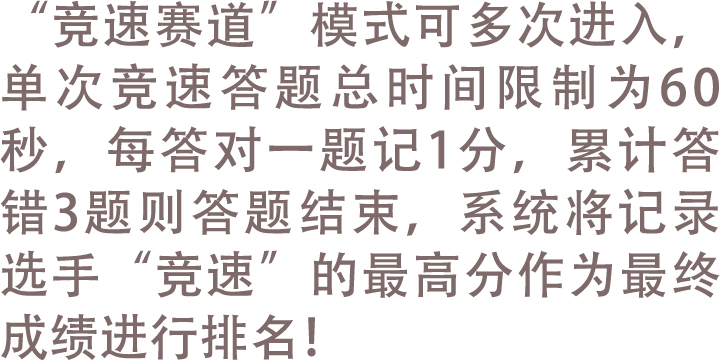 “竞速赛道”模式可多次进入，
单次竞速答题总时间限制为60
秒，每答对一题记1分，累计答
错3题则答题结束，系统将记录
选手“竞速”的最高分作为最终
成绩进行排名！